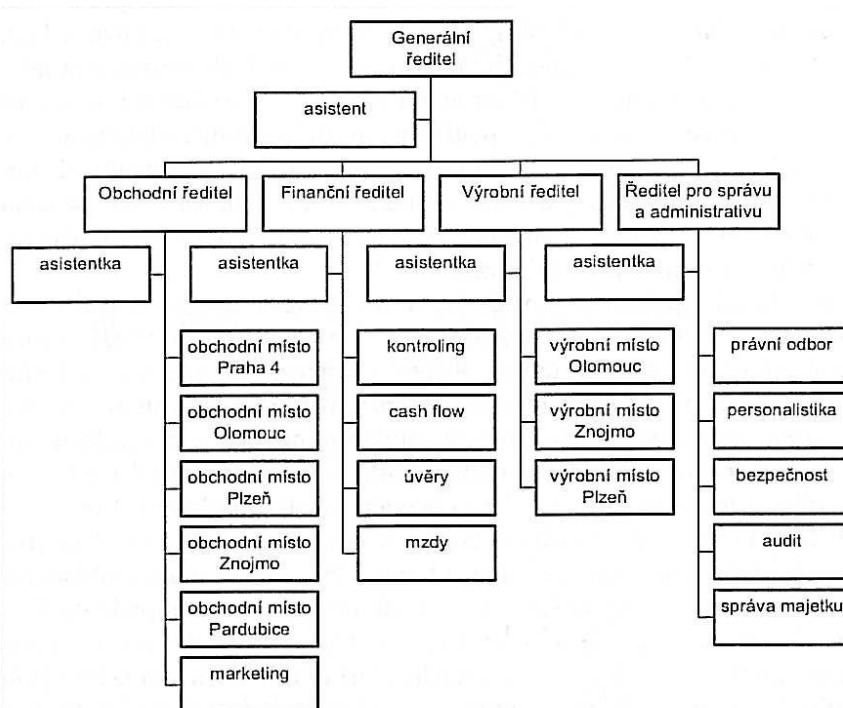 Generální
ředitel
asistent
Obchodní ředitel
Finanční ředitel
Výrobní ředitel
Ředitel pro správu
a administrativu
asistentka
asistentka
asistentka
asistentka
obchodní místo
Praha 4
obchodní místo
Olomouc
obchodní místo
Plzeň
obchodní místo
Znojmo
obchodní místo
Pardubice
marketing
kontroling
cash flow
úvěry
mzdy
výrobní místo
Olomouc
výrobní místo
Znojmo
výrobní místo
Plzeň
právní odbor
personalistika
bezpečnost
audit
správa majetku